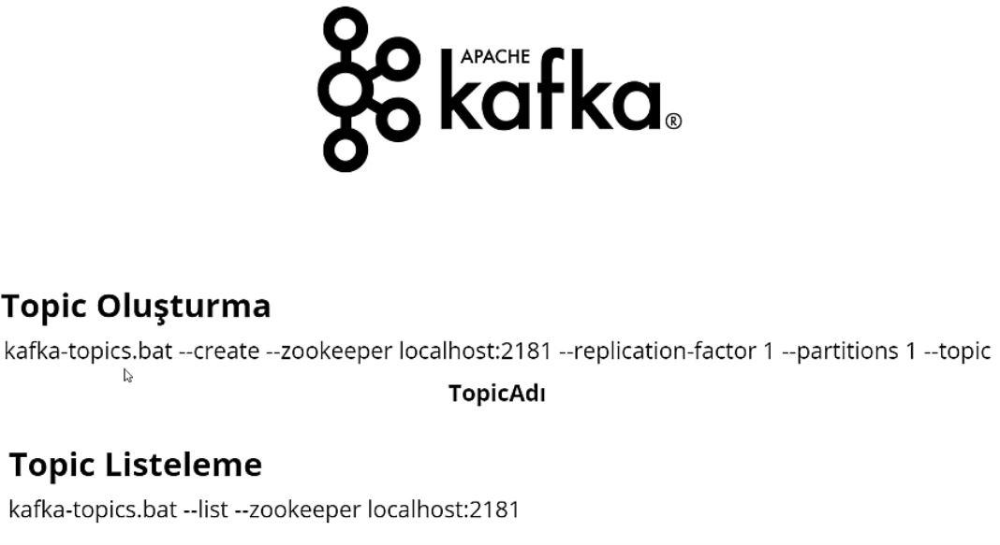 APACHE
kafka®
Topic Oluşturma
kafka-topics.bat --create --zookeeper localhost:2181 --replication-factor 1 --partitions 1 --topic
TopicAdı
Topic Listeleme
kafka-topics.bat --list --zookeeper localhost:2181